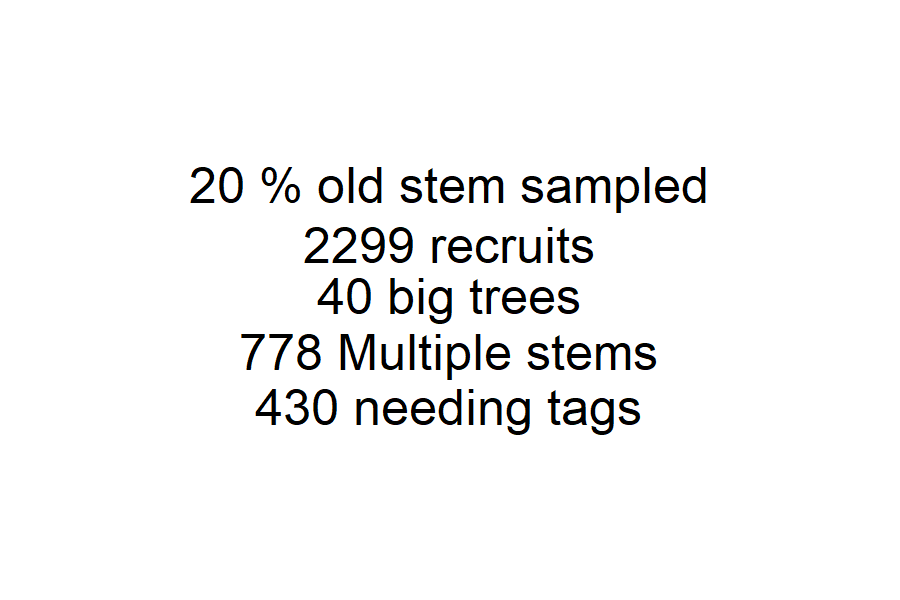 20 % old stem sampled
2299 recruits
40 big trees
778 Multiple stems
430 needing tags